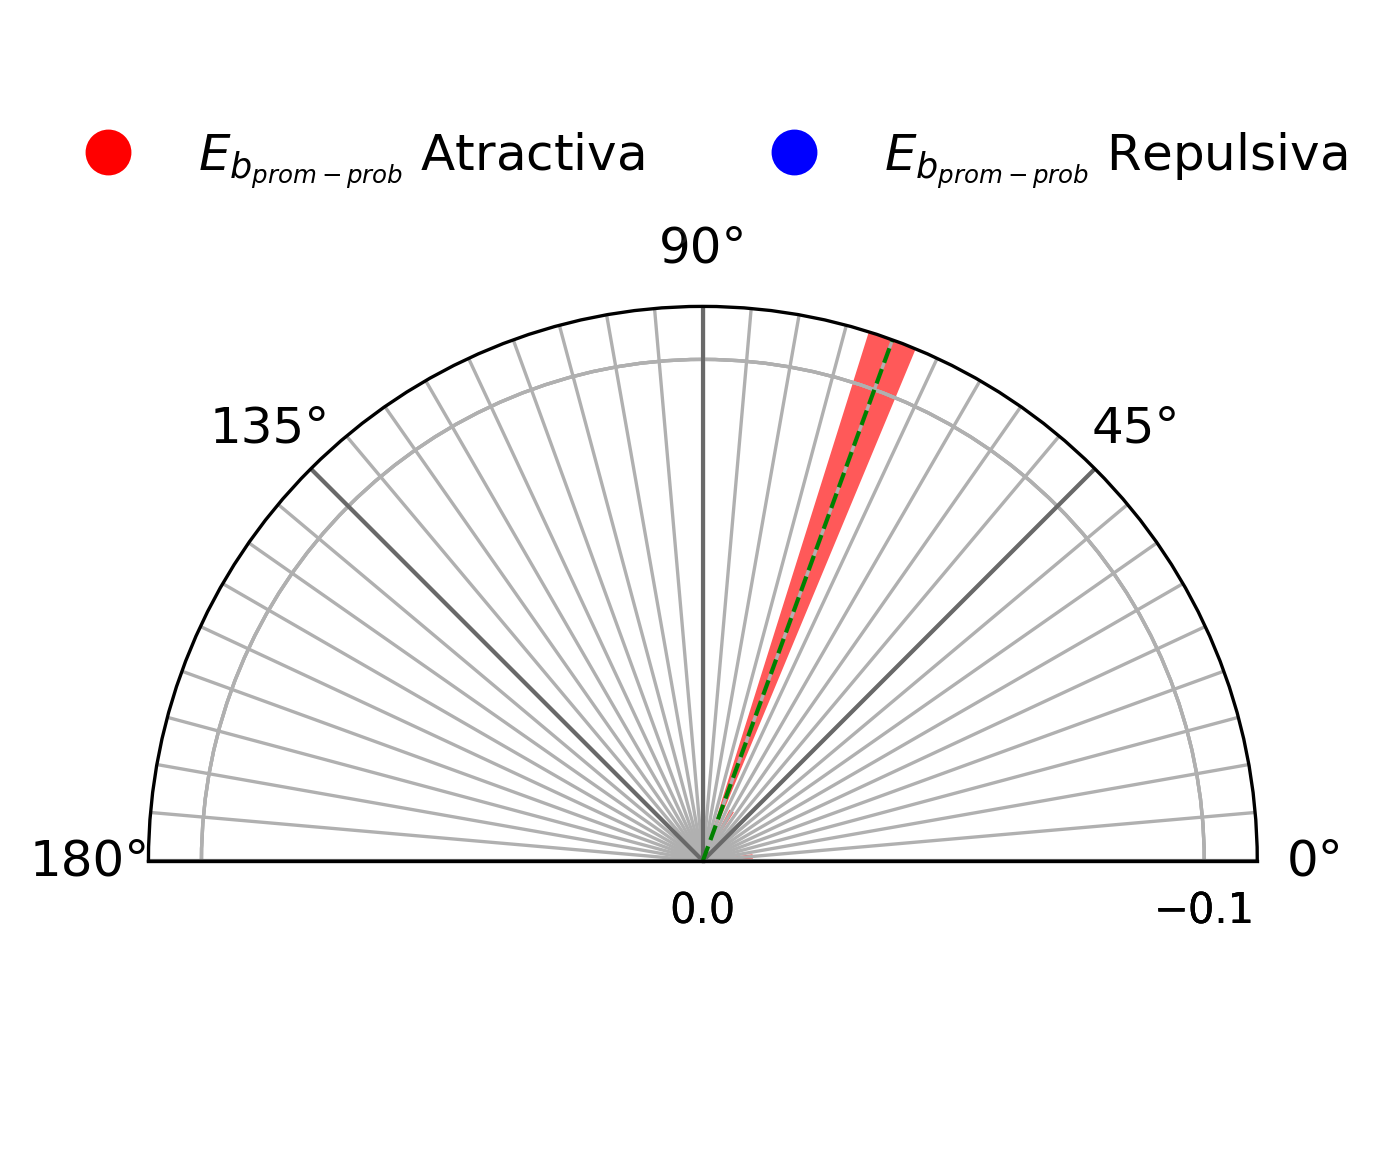 E_{b_{prom-prob}} Atractiva E_{b_{prom-prob}} Repulsiva
90°
135° 45°
180° 0°
0.0 −0.1